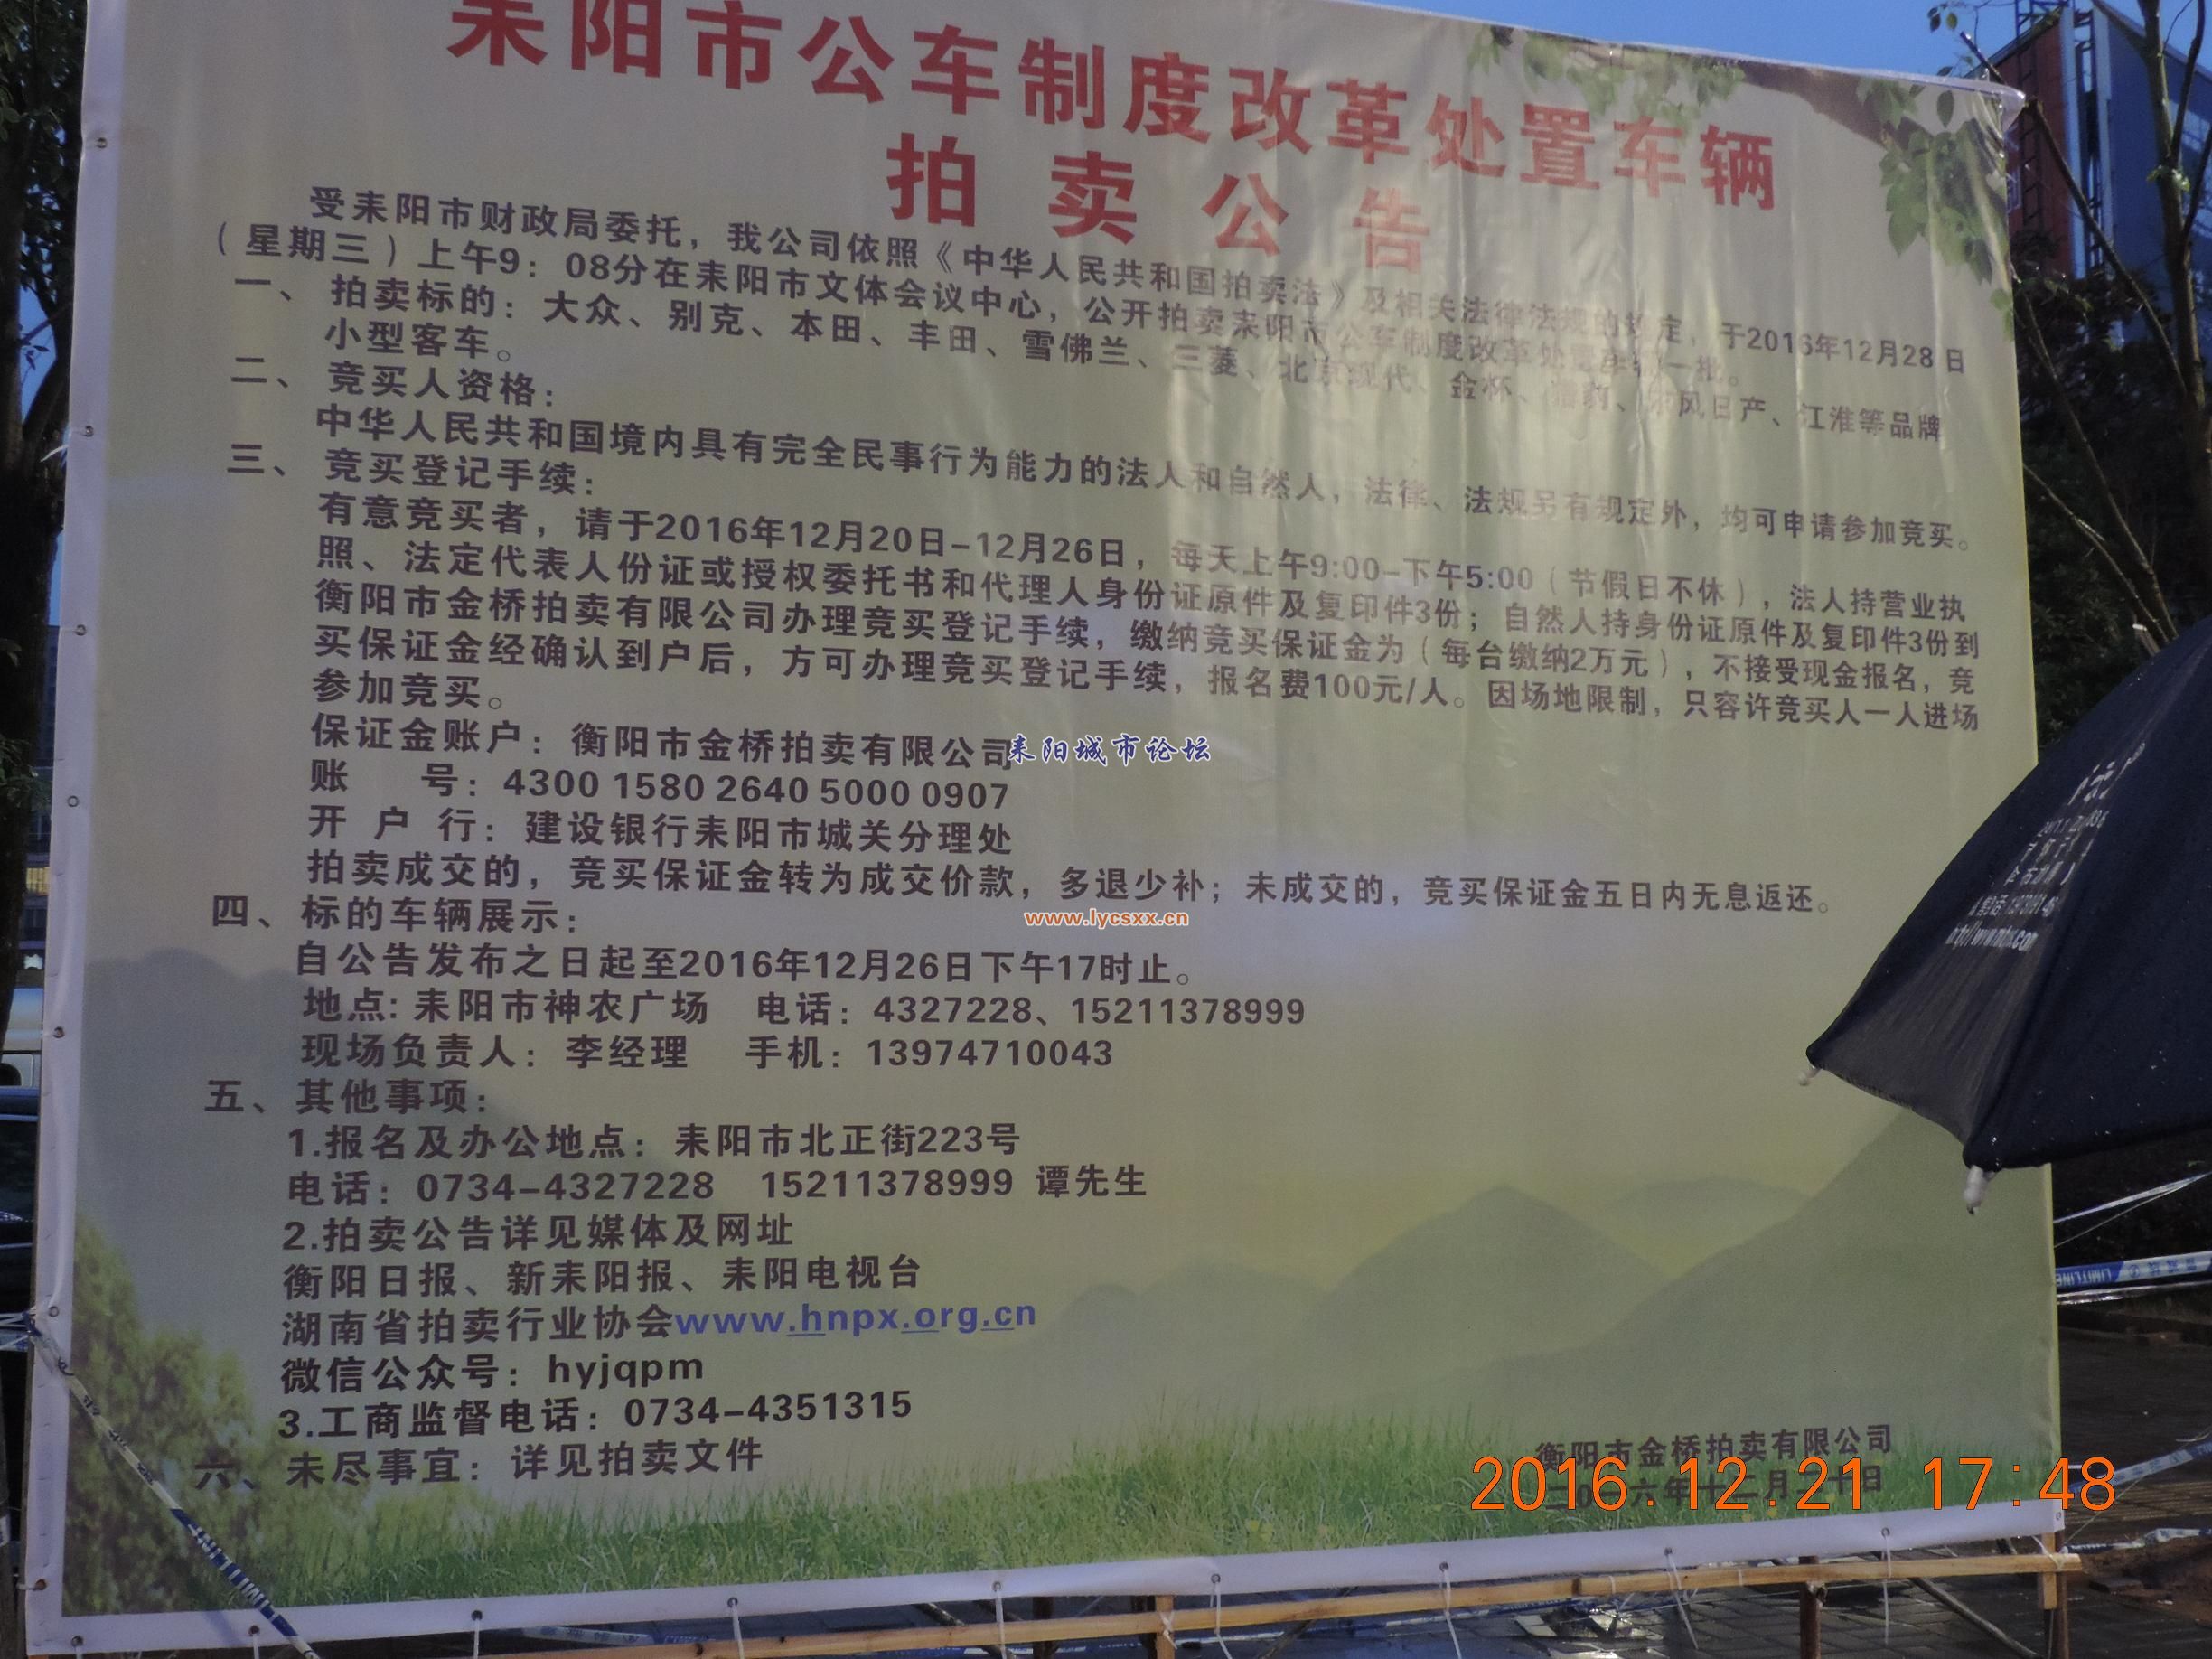 耒阳市公车制度改革处置车辆
拍卖公告
受耒阳市财政局委托，我公司依照《中华人民共和国拍卖法》及相关法律法规的规定，于2016年12月28日
（星期三）上午9：08分在耒阳市文体会议中心，公开拍卖耒阳市公车制度改革处置车辆一批。
一、拍卖标的：大众、别克、本田、丰田、雪佛兰、三菱、北京现代、金杯、猎豹、东风日产、江淮等品牌
小型客车。
二、竞买人资格：
中华人民共和国境内具有完全民事行为能力的法人和自然人，法律、法规另有规定外，均可申请参加竞买。
三、竞买登记手续：
有意竞买者，请于2016年12月20日-12月26日，每天上午9:00-下午5:00（节假日不休），法人持营业执
照、法定代表人份证或授权委托书和代理人身份证原件及复印件3份；自然人持身份证原件及复印件3份到
衡阳市金桥拍卖有限公司办理竞买登记手续，缴纳竞买保证金为（每台缴纳2万元），不接受现金报名，竞
买保证金经确认到户后，方可办理竞买登记手续，报名费100元/人。因场地限制，只容许竞买人一人进场
参加竞买。
保证金账户：衡阳市金桥拍卖有限公司
耒阳城市论坛
账 号：4300 1580 2640 5000 0907
开 户 行：建设银行耒阳市城关分理处
拍卖成交的，竞买保证金转为成交价款，多退少补；未成交的，竞买保证金五日内无息返还。
www.lycsxx.cn
四、标的车辆展示：
自公告发布之日起至2016年12月26日下午17时止。
地点：耒阳市神农广场 电话：4327228、15211378999
现场负责人：李经理 手机：13974710043
五、其他事项：
1.报名及办公地点：耒阳市北正街223号
电话：0734-4327228 15211378999 谭先生
2.拍卖公告详见媒体及网址
衡阳日报、新耒阳报、耒阳电视台
湖南省拍卖行业协会www.hnpx.org.cn
微信公众号：hyjqpm
3.工商监督电话：0734-4351315
六、未尽事宜：详见拍卖文件
衡阳市金桥拍卖有限公司
二0一六年十二月二十日
2016.12.21 17:48
LIMITLINE